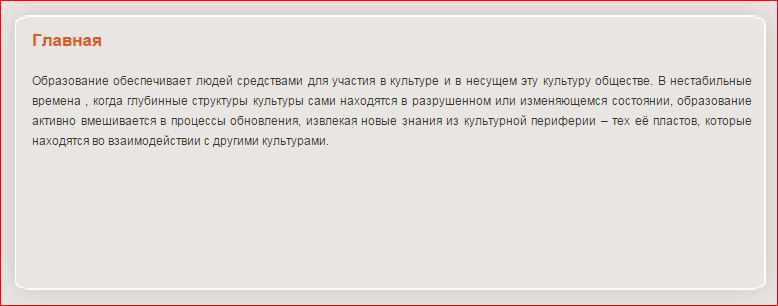 Главная
Образование обеспечивает людей средствами для участия в культуре и в несущем эту культуру обществе. В нестабильные
времена , когда глубинные структуры культуры сами находятся в разрушенном или изменяющемся состоянии, образование
активно вмешивается в процессы обновления, извлекая новые знания из культурной периферии – тех её пластов, которые
находятся во взаимодействии с другими культурами.